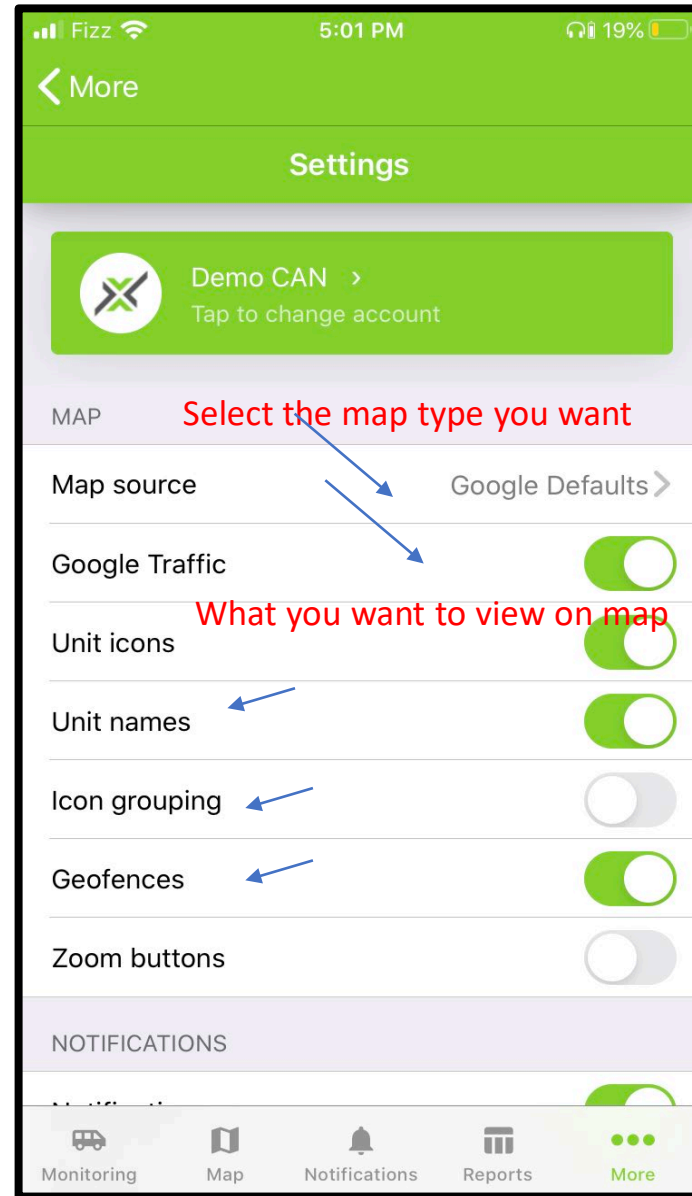 Fizz 5:01 PM 19%
More
Settings
Demo CAN
Tap to change account
MAP Select the map type you want
Map source Google Defaults
Google Traffic
What you want to view on map
Unit icons
Unit names
Icon grouping
Geofences
Zoom buttons
NOTIFICATIONS
Monitoring Map Notifications Reports More